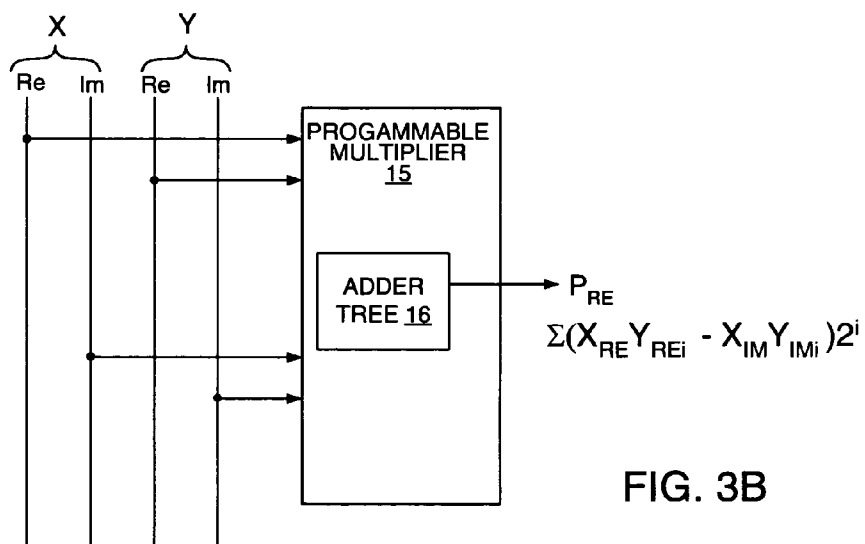 X Y
Re Im Re Im
PROGAMMABLE
MULTIPLIER
15
ADDER
TREE 16
P_RE
Σ(X_RE Y_REi - X_IM Y_IMi)2^i
FIG. 3B